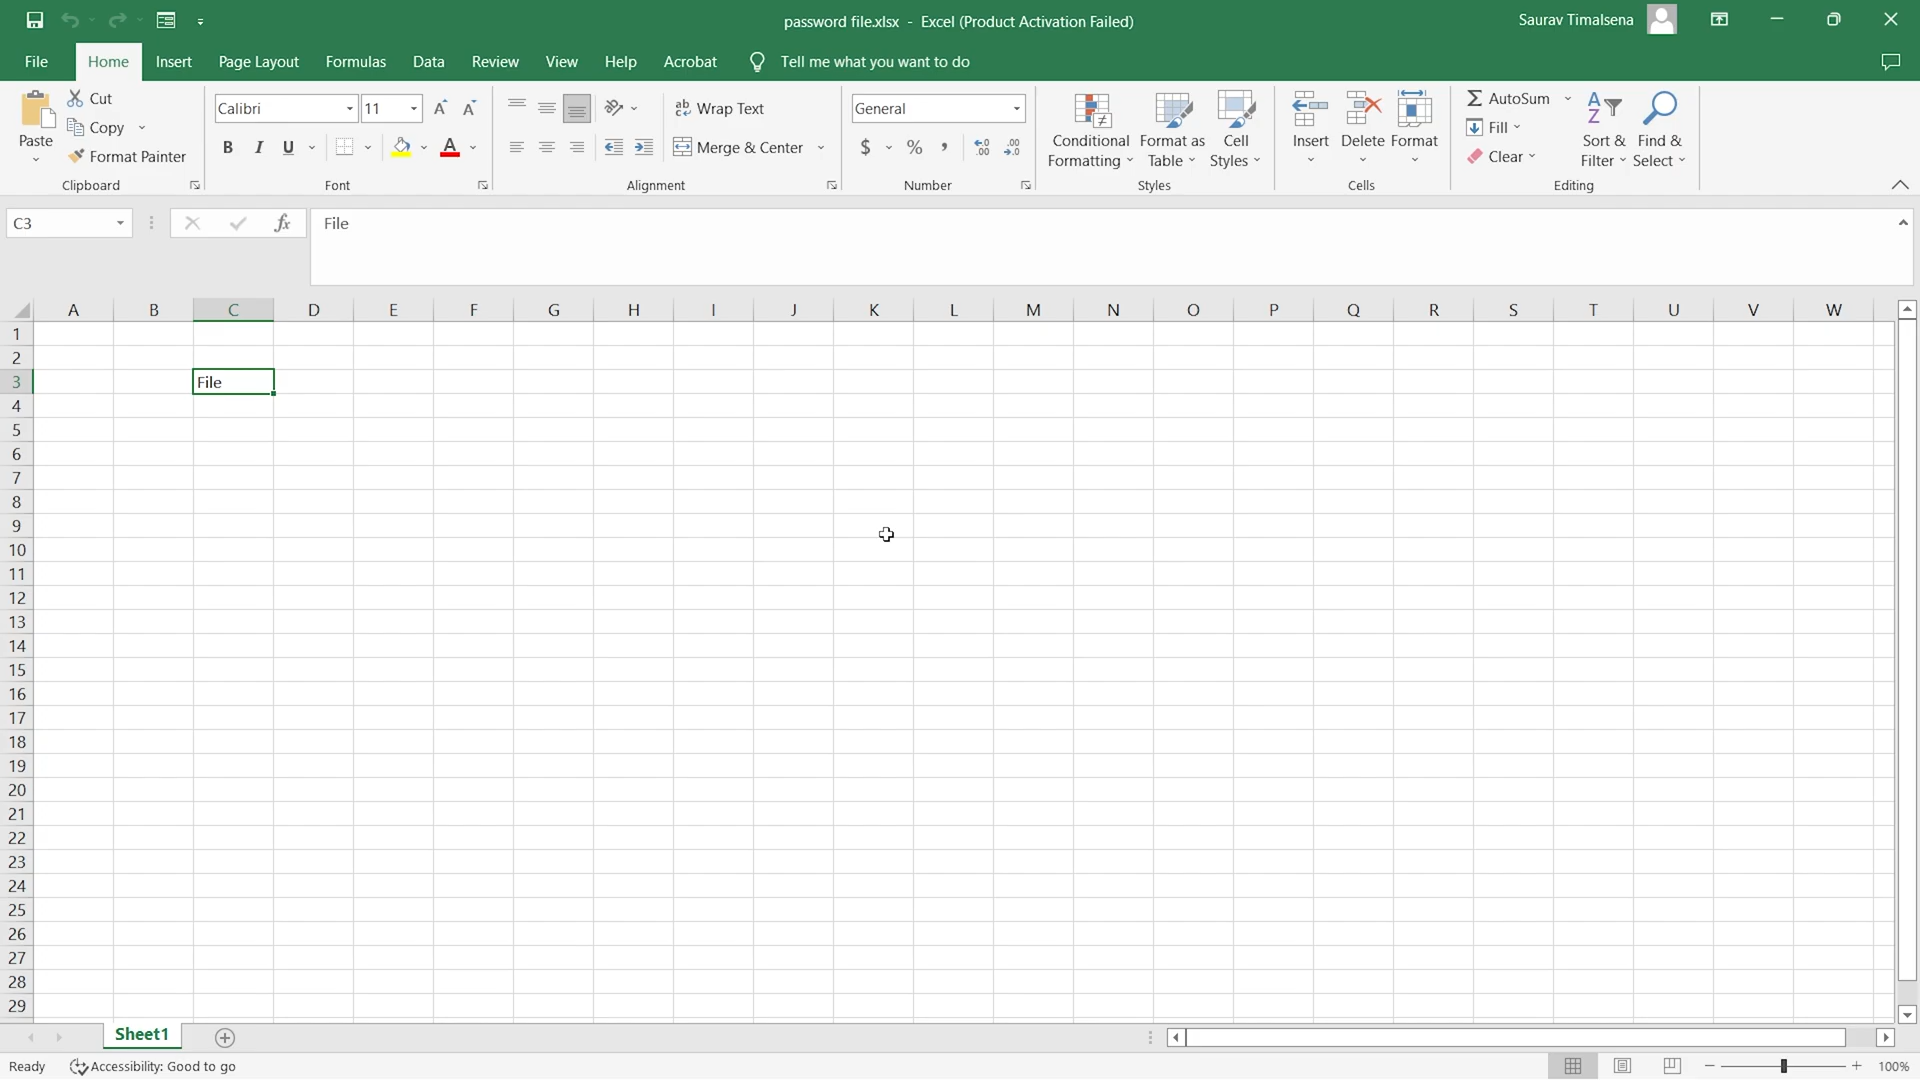 password file.xlsx - Excel (Product Activation Failed)
Saurav Timalsena
File Home Insert Page Layout Formulas Data Review View Help Acrobat Tell me what you want to do
Paste
Cut
Copy
Format Painter
Clipboard
Calibri 11
B I U A
Font
ab Wrap Text
Merge & Center
Alignment
General
$ % ,
Number
Conditional Formatting
Format as Table
Cell Styles
Styles
Insert
Delete
Format
Cells
AutoSum
Fill
Clear
Sort & Filter
Find & Select
Editing
C3 fx File
A B C D E F G H I J K L M N O P Q R S T U V W
1
2
3 File
4
5
6
7
8
9
10
11
12
13
14
15
16
17
18
19
20
21
22
23
24
25
26
27
28
29
Sheet1
Ready Accessibility: Good to go 100%